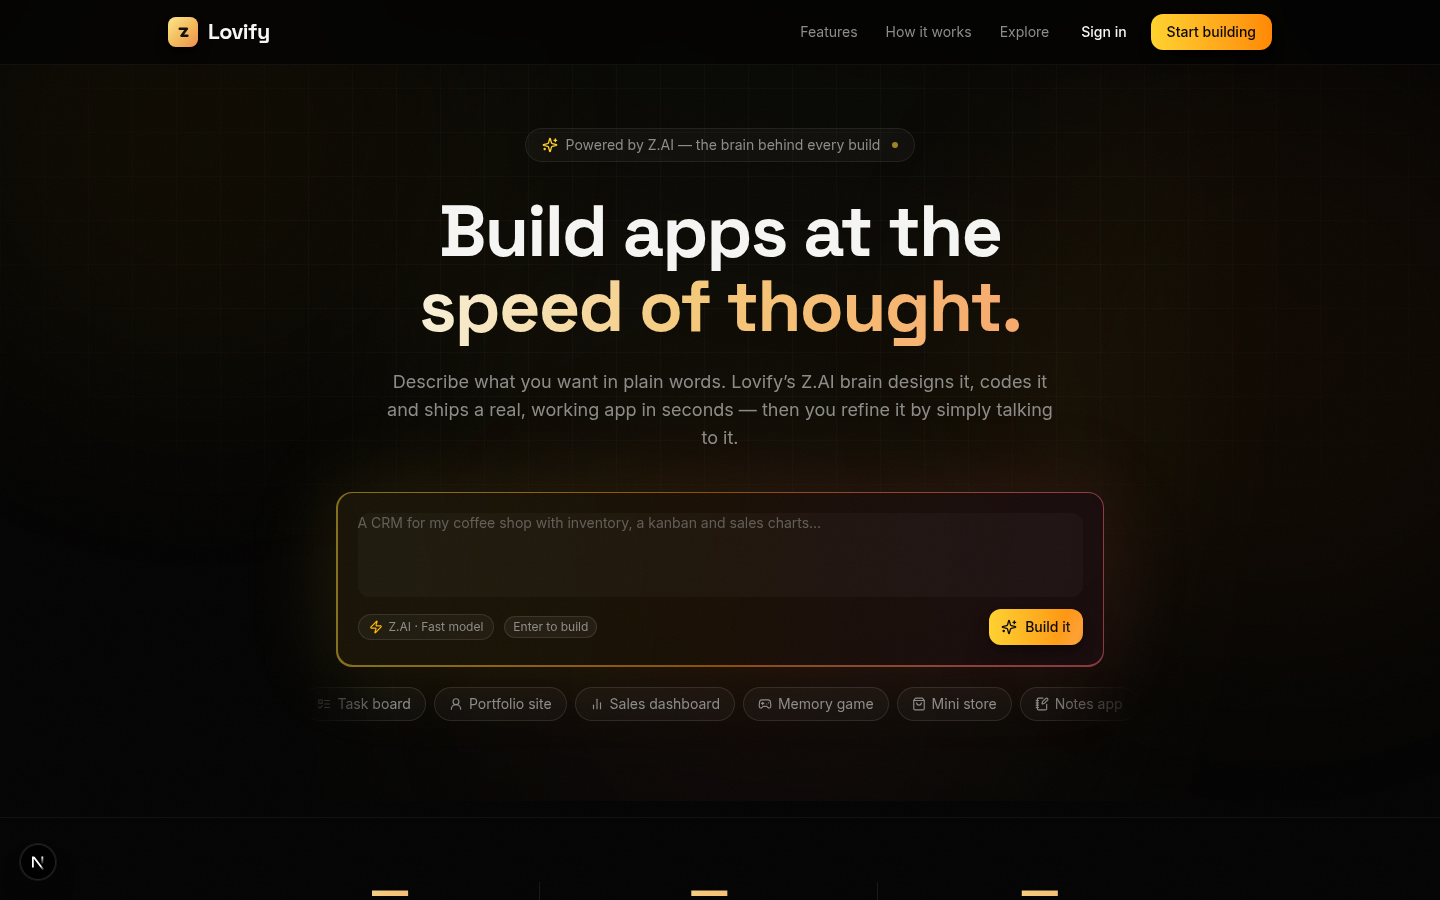 z Lovify
Features How it works Explore Sign in Start building
Powered by Z.AI — the brain behind every build
Build apps at the
speed of thought.
Describe what you want in plain words. Lovify’s Z.AI brain designs it, codes it
and ships a real, working app in seconds — then you refine it by simply talking
to it.
A CRM for my coffee shop with inventory, a kanban and sales charts...
Z.AI · Fast model Enter to build Build it
Task board Portfolio site Sales dashboard Memory game Mini store Notes app
N